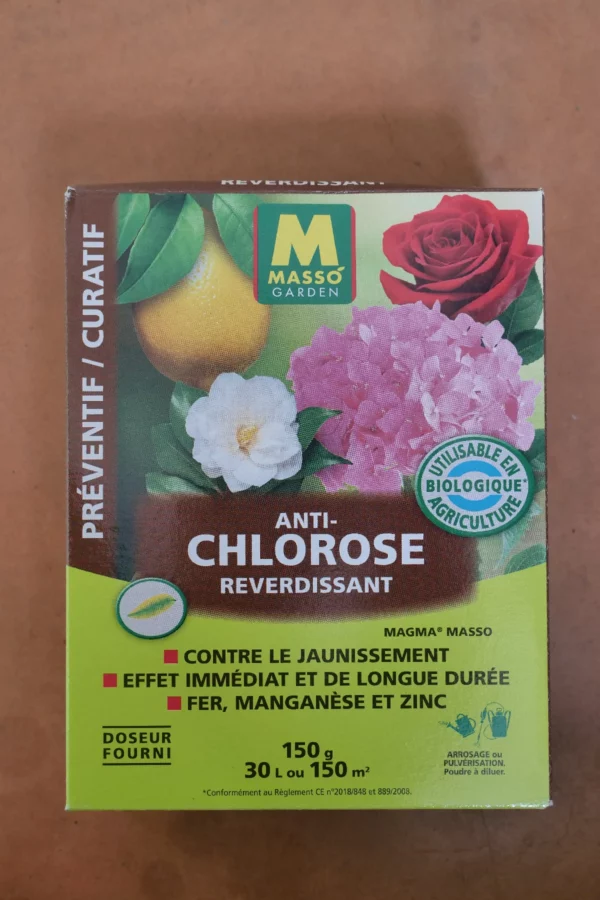 REVERDISSANT
PRÉVENTIF / CURATIF
M
MASSÓ
GARDEN
UTILISABLE EN
BIOLOGIQUE*
AGRICULTURE
ANTI-
CHLOROSE
REVERDISSANT
MAGMA® MASSO
CONTRE LE JAUNISSEMENT
EFFET IMMÉDIAT ET DE LONGUE DURÉE
FER, MANGANÈSE ET ZINC
DOSEUR
FOURNI
150 g
30 L ou 150 m²
ARROSAGE ou
PULVÉRISATION.
Poudre à diluer.
*Conformément au Règlement CE n°2018/848 et 889/2008.